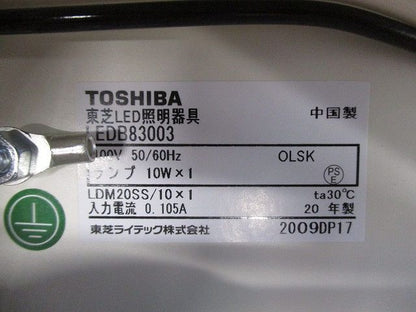 TOSHIBA
東芝LED照明器具 中国製
LEDB83003
100V 50/60Hz OLSK
ランプ 10W×1
PS
E
LDM20SS/10×1 ta30℃
入力電流 0.105A 20 年製
東芝ライテック株式会社 2009DP17